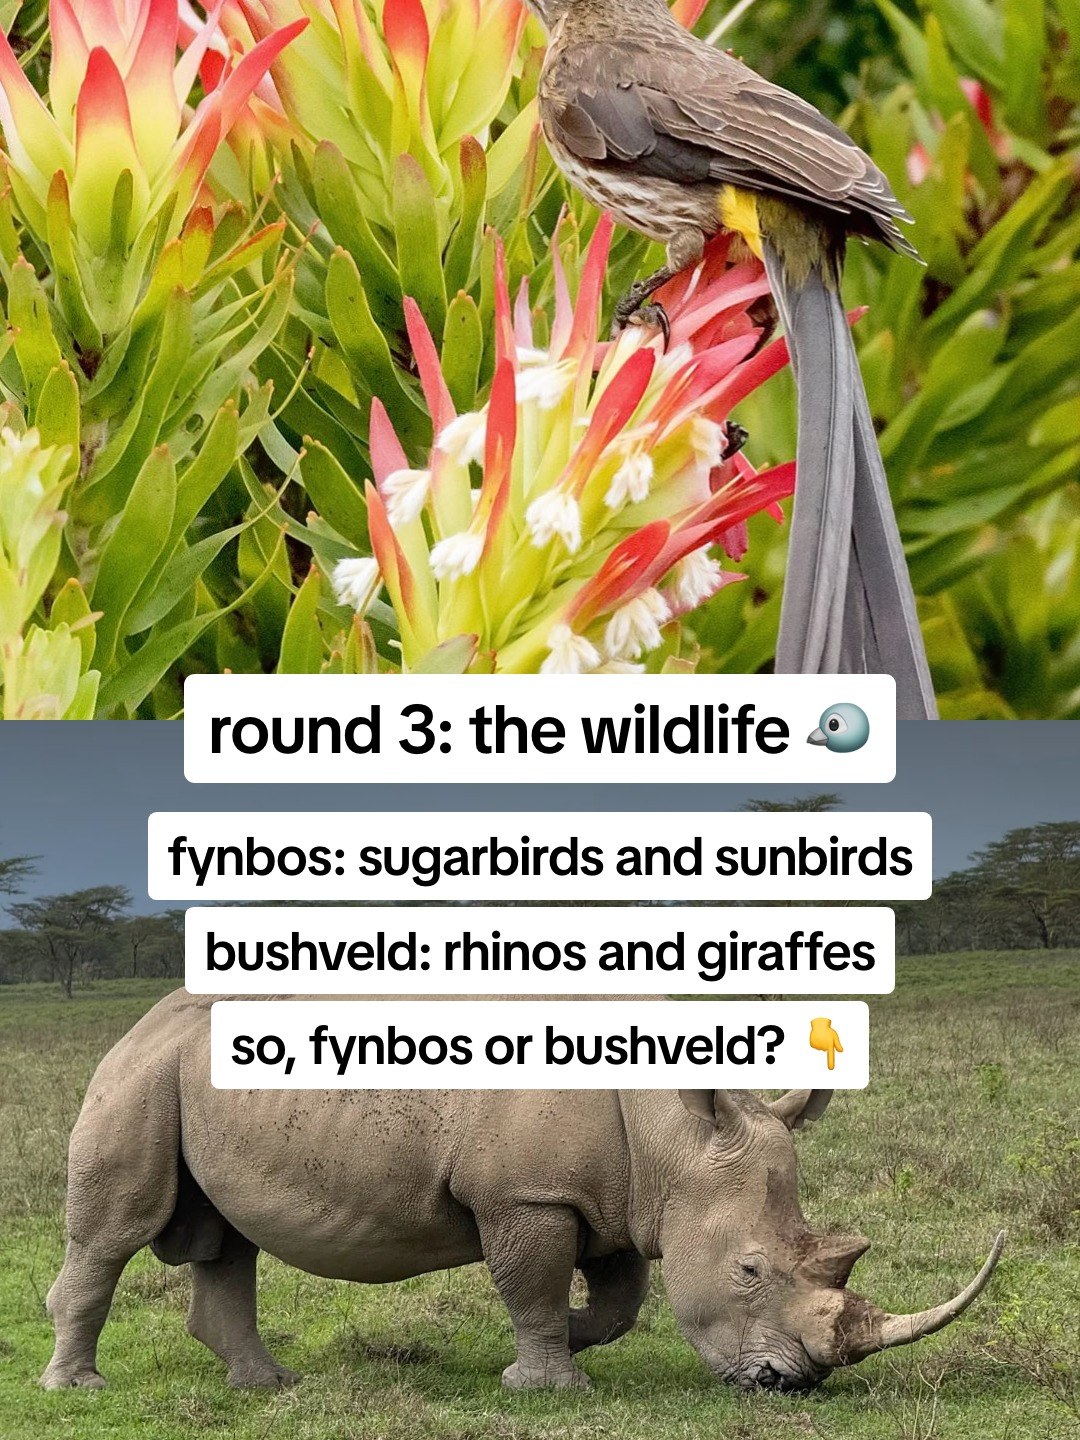 round 3: the wildlife 🐦
fynbos: sugarbirds and sunbirds
bushveld: rhinos and giraffes
so, fynbos or bushveld? 👇